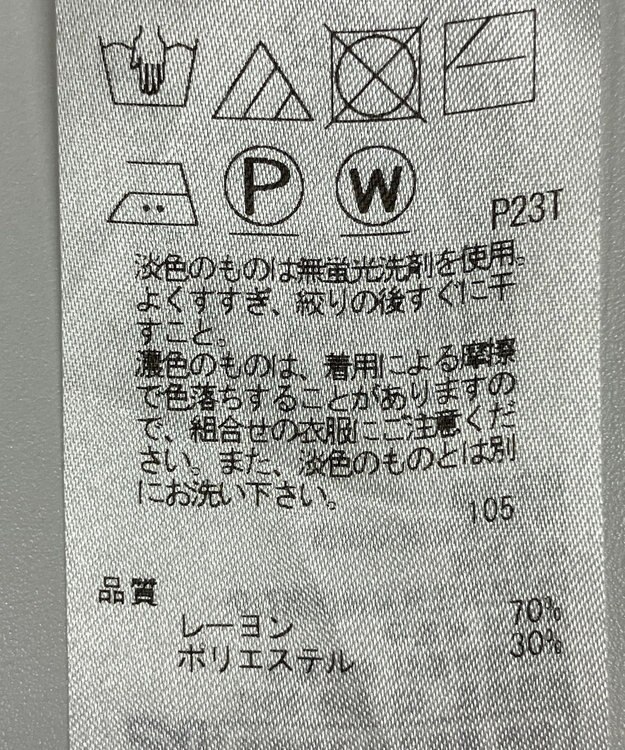 P W P23T
淡色のものは無蛍光洗剤を使用。
よくすすぎ、絞りの後すぐに干
すこと。
濃色のものは、着用による摩擦
で色落ちすることがありますの
で、組合せの衣服にご注意くだ
さい。また、淡色のものとは別
にお洗い下さい。
105
品質
レーヨン 70%
ポリエステル 30%